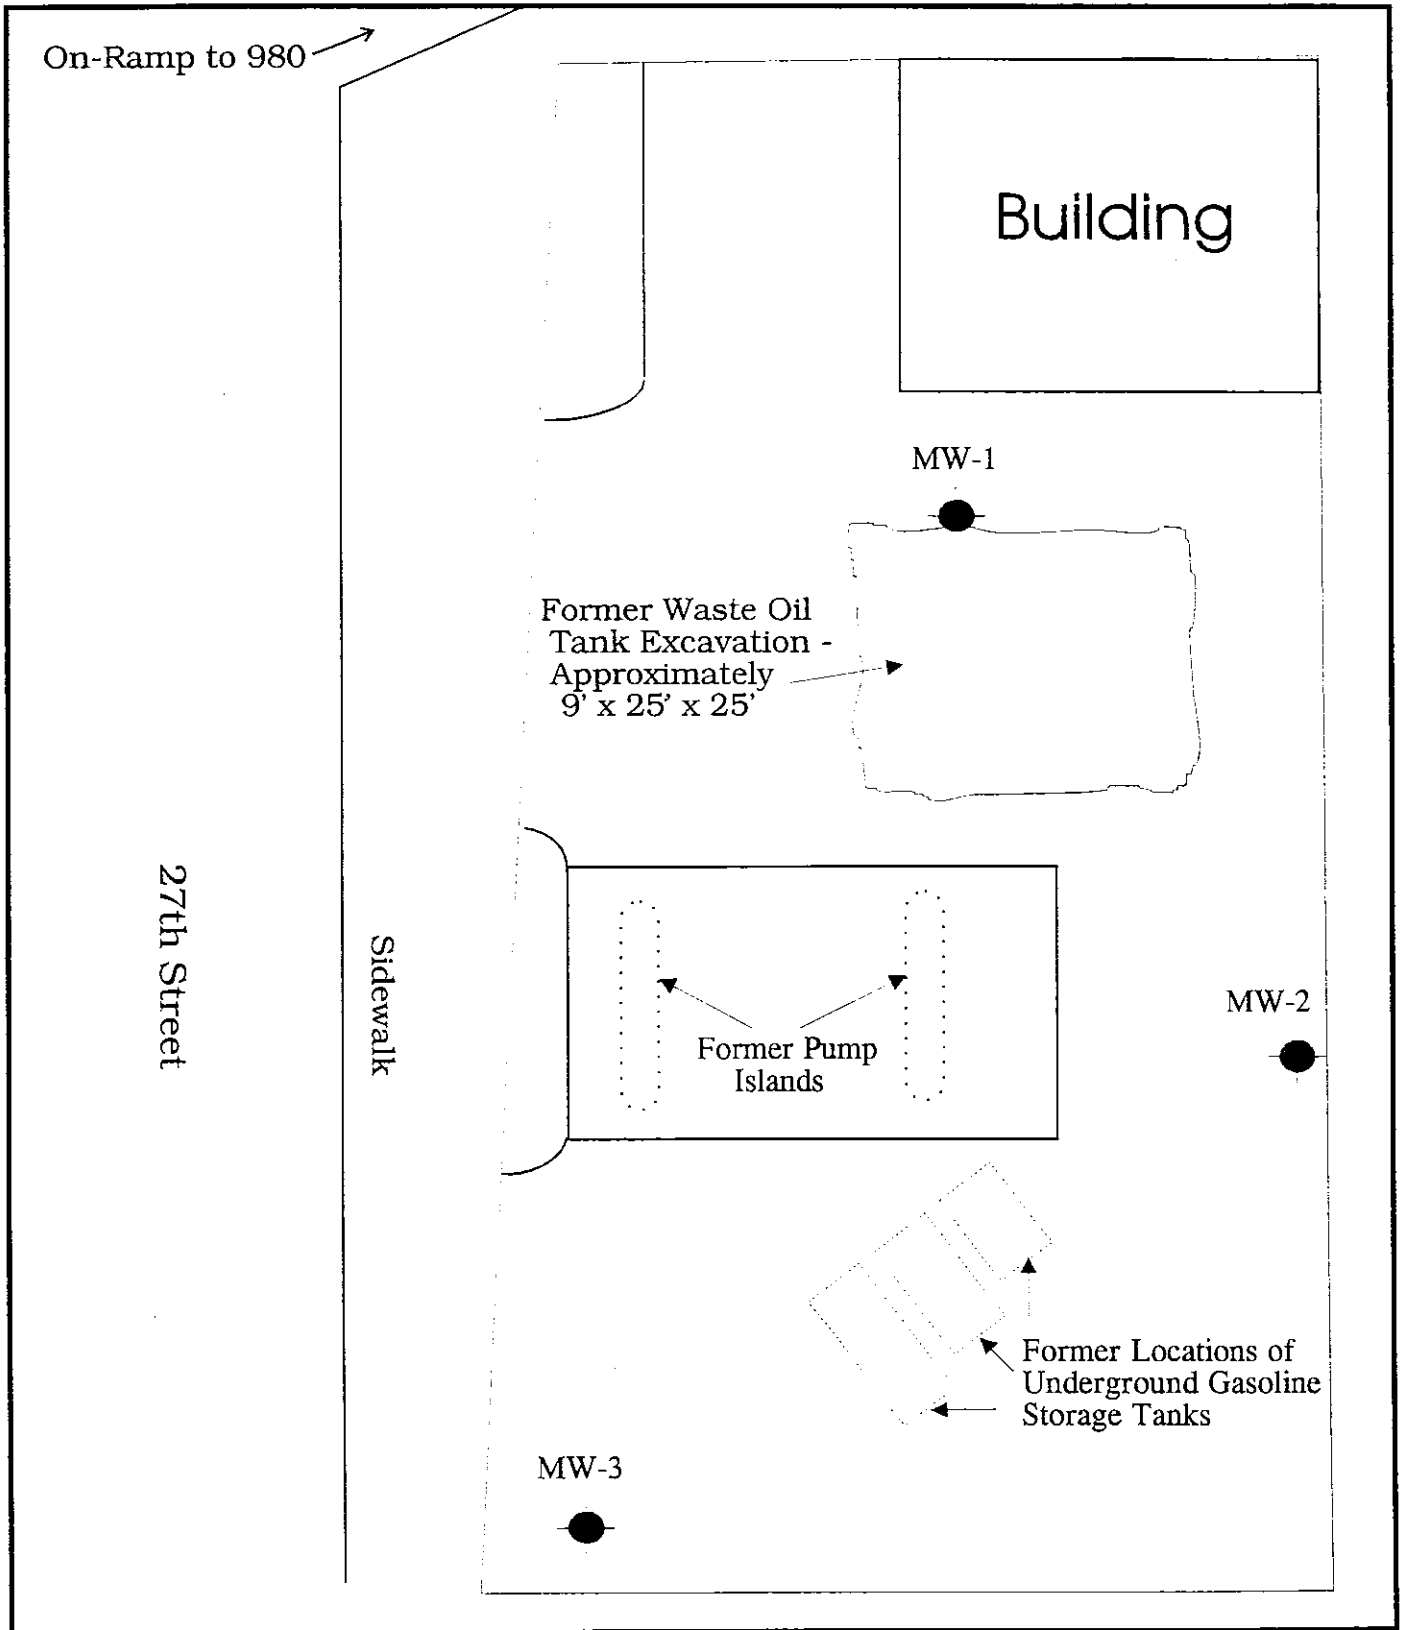 On-Ramp to 980
Building
MW-1
Former Waste Oil
Tank Excavation -
Approximately
9' x 25' x 25'
27th Street
Sidewalk
MW-2
Former Pump
Islands
Former Locations of
Underground Gasoline
Storage Tanks
MW-3